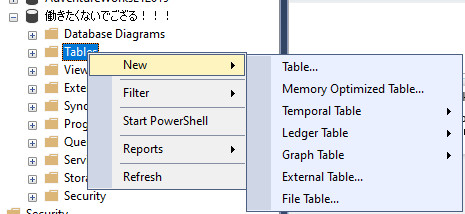 働きたくないでござる！！！
Database Diagrams
Tables
View
Exte
Syno
Prog
Que
Serv
Stora
Security
Security
New
Filter
Start PowerShell
Reports
Refresh
Table...
Memory Optimized Table...
Temporal Table
Ledger Table
Graph Table
External Table...
File Table...